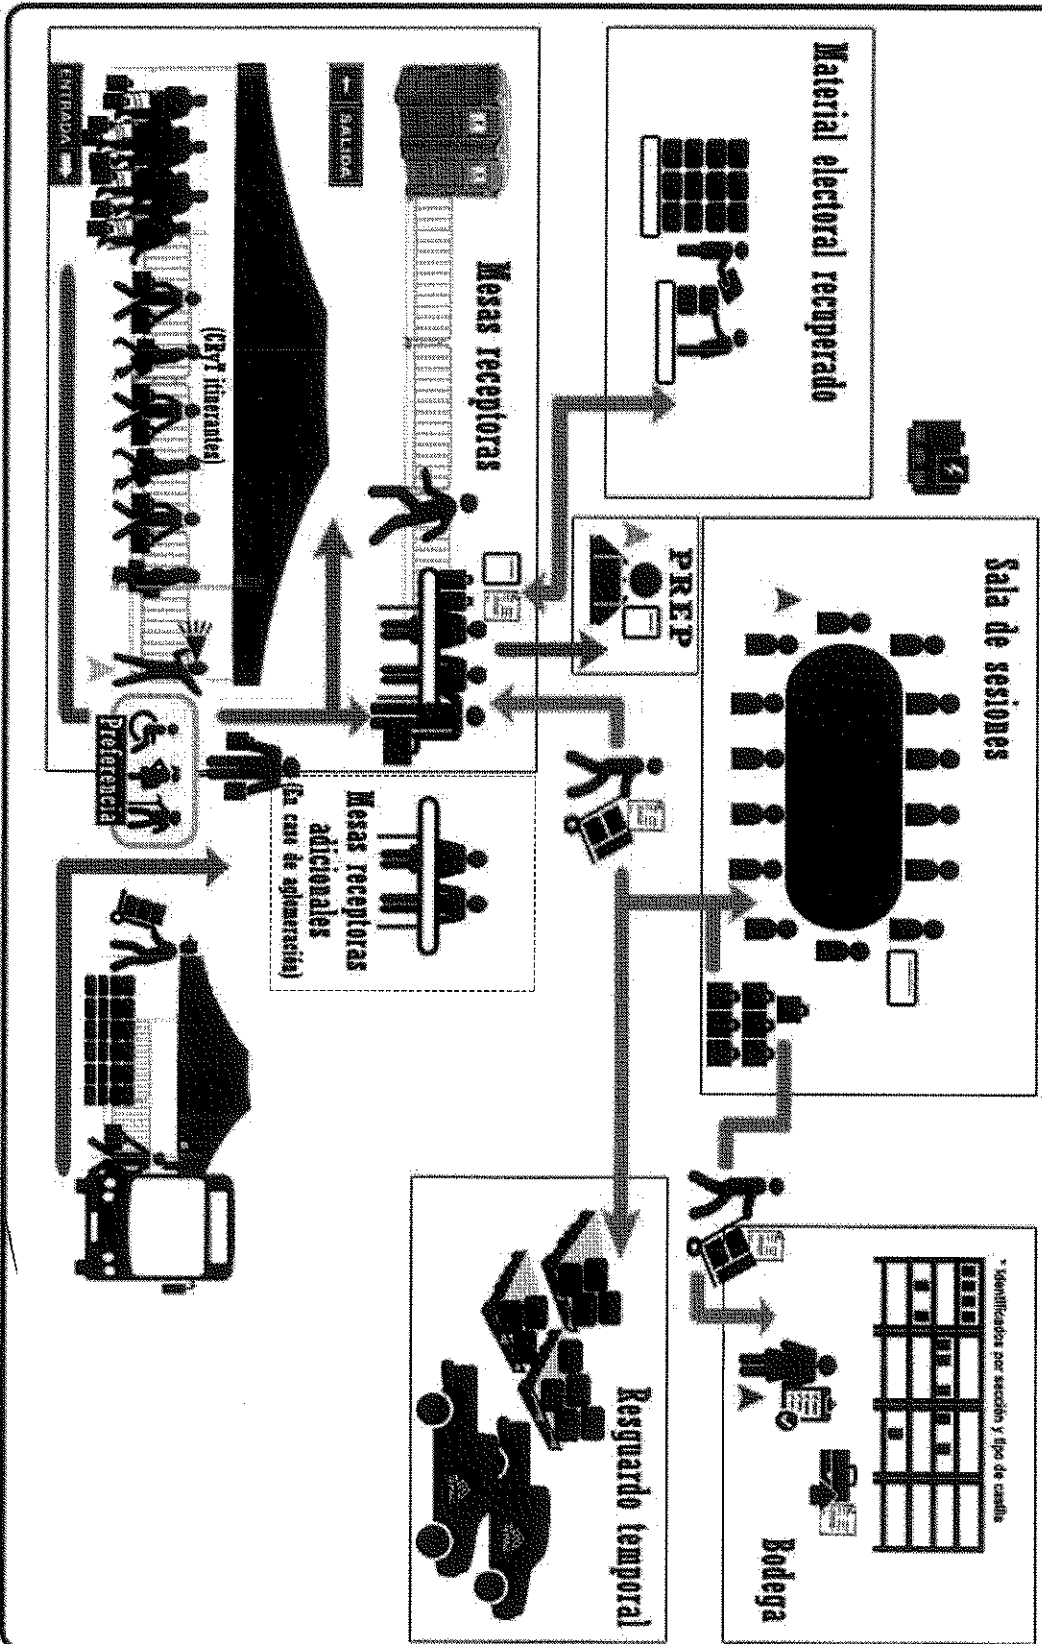 Material electoral recuperado
Sala de sesiones
* Identificados por sección y tipo de casilla
Bodega
PREP
Mesas receptoras
← SALIDA
(CRyT itinerantes)
ENTRADA →
Preferencia
Mesas receptoras
adicionales
(En caso de aglomeración)
Resguardo temporal